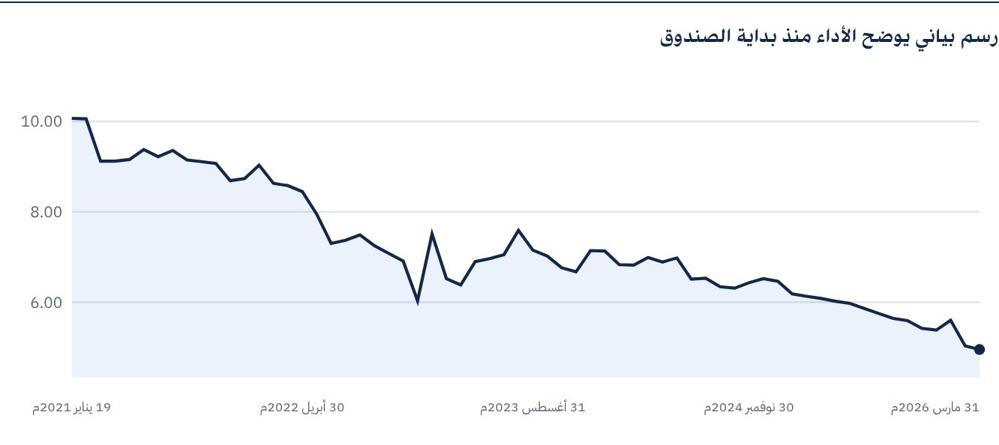 رسم بياني يوضح الأداء منذ بداية الصندوق
10.00
8.00
6.00
19 يناير 2021م
30 أبريل 2022م
31 أغسطس 2023م
30 نوفمبر 2024م
31 مارس 2026م